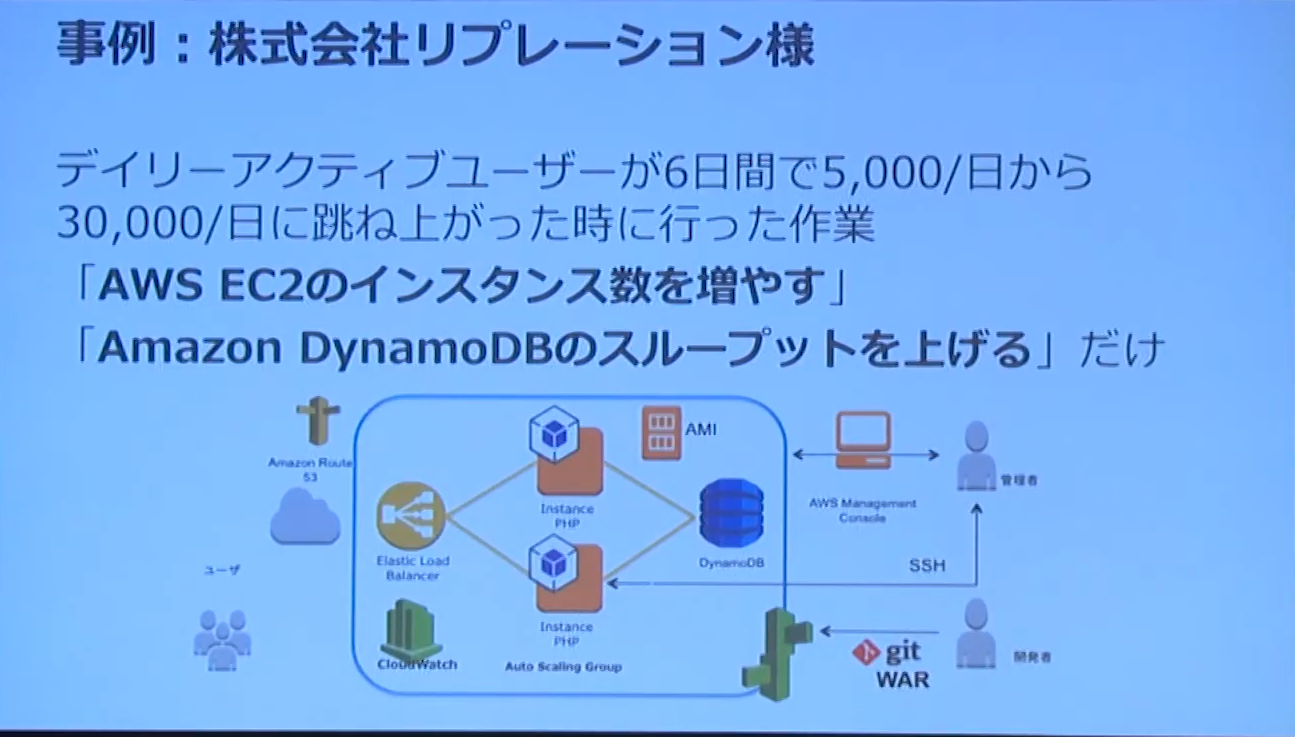 事例：株式会社リプレーション様
デイリーアクティブユーザーが6日間で5,000/日から
30,000/日に跳ね上がった時に行った作業
「AWS EC2のインスタンス数を増やす」
「Amazon DynamoDBのスループットを上げる」だけ
AMI
Amazon Route
53
管理者
AWS Management
Console
Instance
PHP
Elastic Load
Balancer
DynamoDB
SSH
ユーザ
Instance
PHP
CloudWatch
Auto Scaling Group
git
WAR
開発者